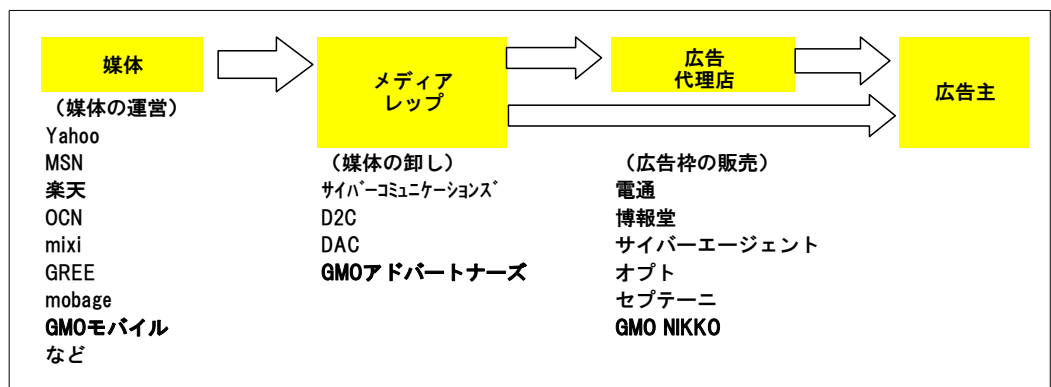 媒体
（媒体の運営）
Yahoo
MSN
楽天
OCN
mixi
GREE
mobage
GMOモバイル
など
メディア
レップ
（媒体の卸し）
ｻｲﾊﾞｰｺﾐｭﾆｹｰｼｮﾝｽﾞ
D2C
DAC
GMOアドパートナーズ
広告
代理店
（広告枠の販売）
電通
博報堂
サイバーエージェント
オプト
セプテーニ
GMO NIKKO
広告主